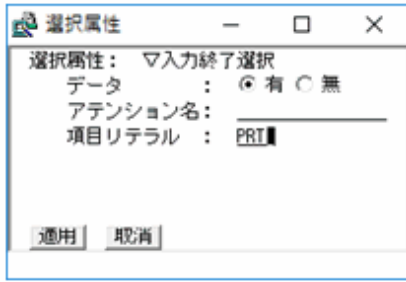 選択属性
選択属性： ▽入力終了選択
データ ： 有 無
アテンション名：
項目リテラル ： PRT
適用 取消